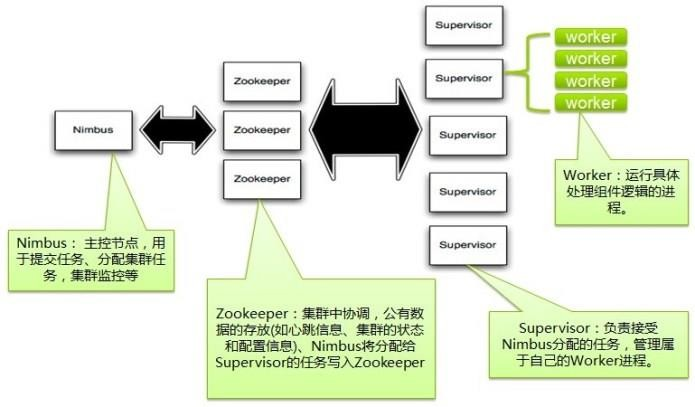 Nimbus
Zookeeper
Zookeeper
Zookeeper
Supervisor
Supervisor
Supervisor
Supervisor
Supervisor
worker
worker
worker
worker
Worker：运行具体
处理组件逻辑的进
程。
Nimbus： 主控节点，用
于提交任务、分配集群任
务，集群监控等
Zookeeper：集群中协调，公有数
据的存放(如心跳信息、集群的状态
和配置信息)、Nimbus将分配给
Supervisor的任务写入Zookeeper
Supervisor：负责接受
Nimbus分配的任务，管理属
于自己的Worker进程。